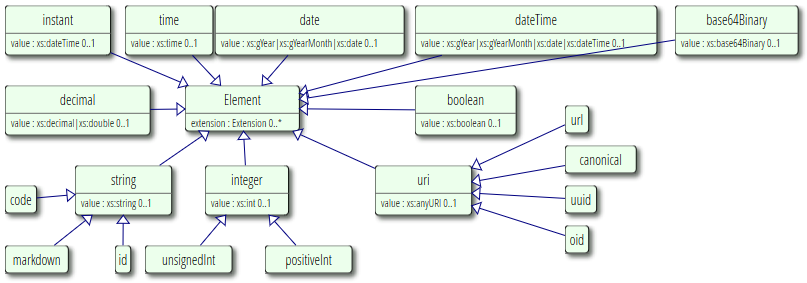 instant
value : xs:dateTime 0..1
time
value : xs:time 0..1
date
value : xs:gYear|xs:gYearMonth|xs:date 0..1
dateTime
value : xs:gYear|xs:gYearMonth|xs:date|xs:dateTime 0..1
base64Binary
value : xs:base64Binary 0..1
decimal
value : xs:decimal|xs:double 0..1
Element
extension : Extension 0..*
boolean
value : xs:boolean 0..1
url
canonical
uuid
oid
string
value : xs:string 0..1
integer
value : xs:int 0..1
uri
value : xs:anyURI 0..1
code
markdown
id
unsignedInt
positiveInt